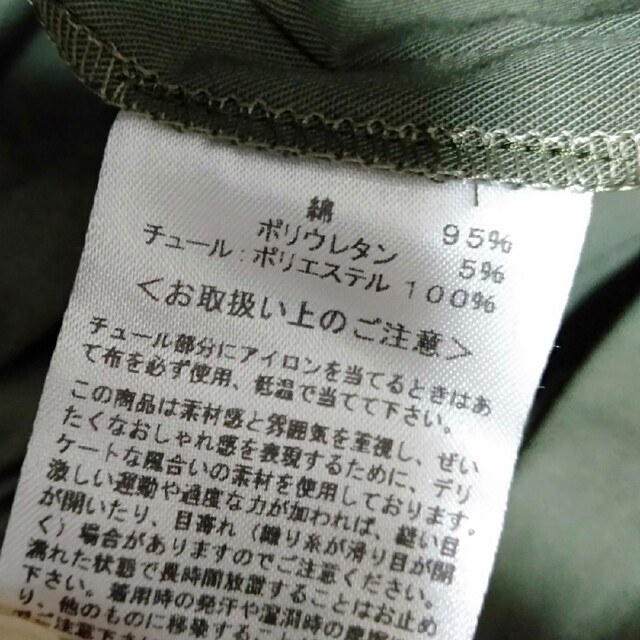 綿 95%
ポリウレタン 5%
チュール:ポリエステル100%
<お取扱い上のご注意>
チュール部分にアイロンを当てるときはあ
て布を必ず使用、低温で当てて下さい。
この商品は素材感と雰囲気を重視し、ぜい
たくなおしゃれ感を表現するために、デリ
ケートな風合いの素材を使用しております。
激しい運動や過度な力が加われば、縫い目
が開いたり、目寄れ(織り糸が滑り目が開
く)場合がありますのでご注意ください。
濡れた状態で長時間放置することはお止め
下さい。着用時の発汗や湿潤時の摩擦
り、他のものに移染する
でご注意下さい